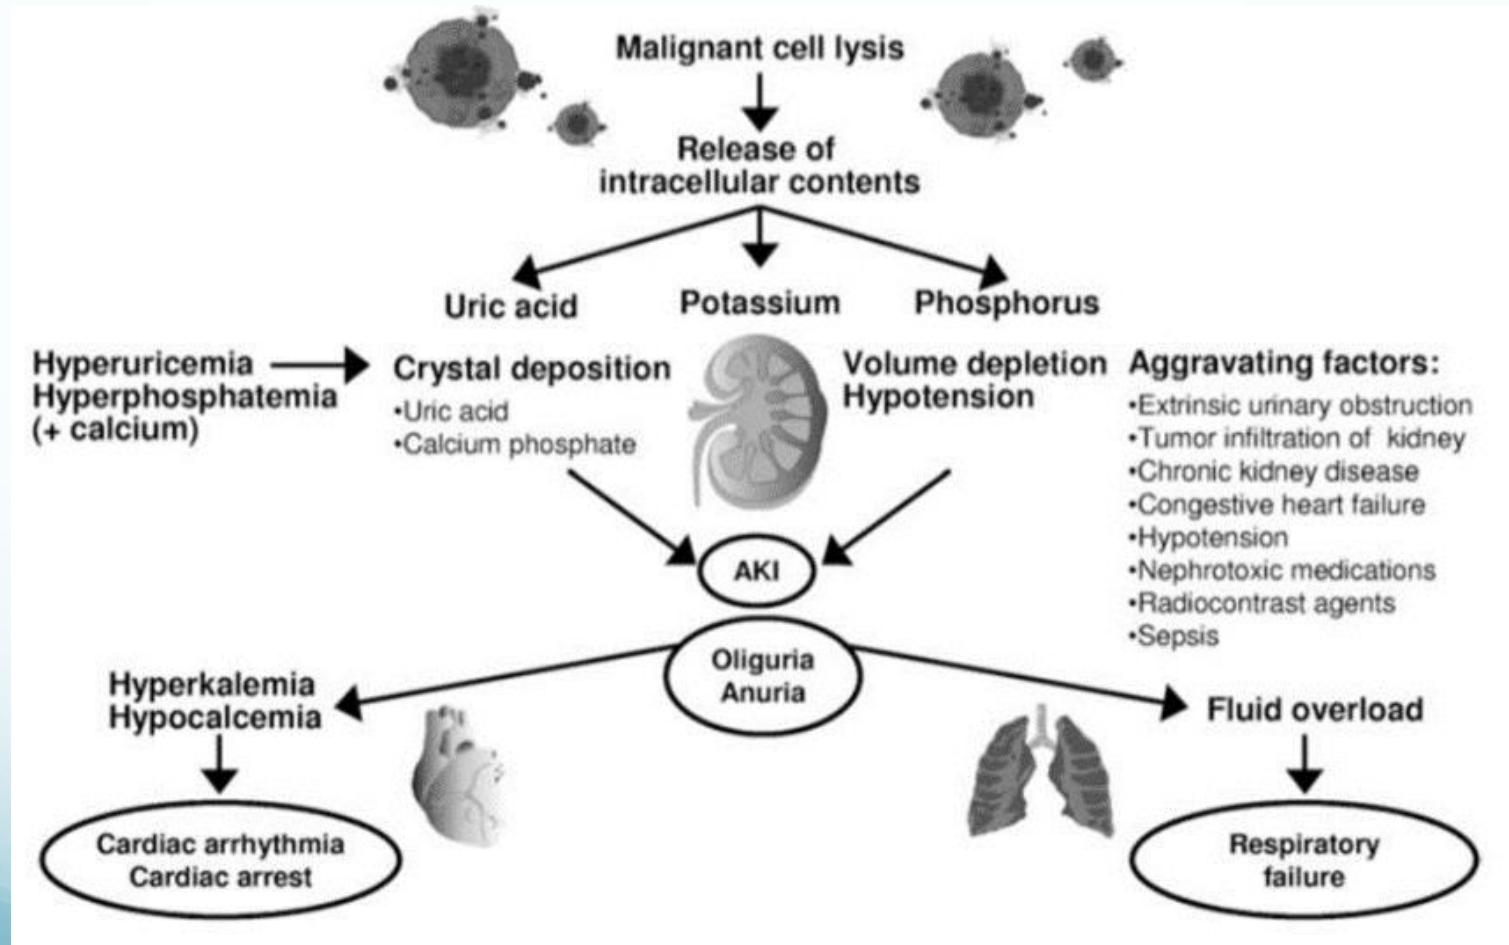 Malignant cell lysis
Release of
intracellular contents
Uric acid
Potassium
Phosphorus
Hyperuricemia
Hyperphosphatemia
(+ calcium)
Crystal deposition
•Uric acid
•Calcium phosphate
Volume depletion
Hypotension
Aggravating factors:
•Extrinsic urinary obstruction
•Tumor infiltration of kidney
•Chronic kidney disease
•Congestive heart failure
•Hypotension
•Nephrotoxic medications
•Radiocontrast agents
•Sepsis
AKI
Oliguria
Anuria
Hyperkalemia
Hypocalcemia
Fluid overload
Cardiac arrhythmia
Cardiac arrest
Respiratory
failure